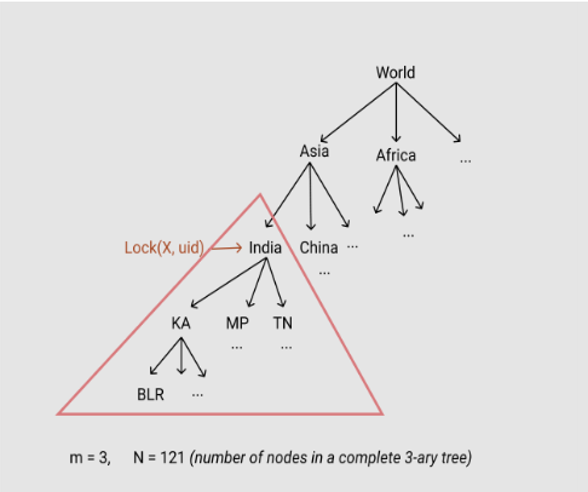 World
Asia
Africa
...
...
Lock(X, uid)
India
China
...
...
KA
MP
TN
...
...
BLR
...
m = 3, N = 121 (number of nodes in a complete 3-ary tree)